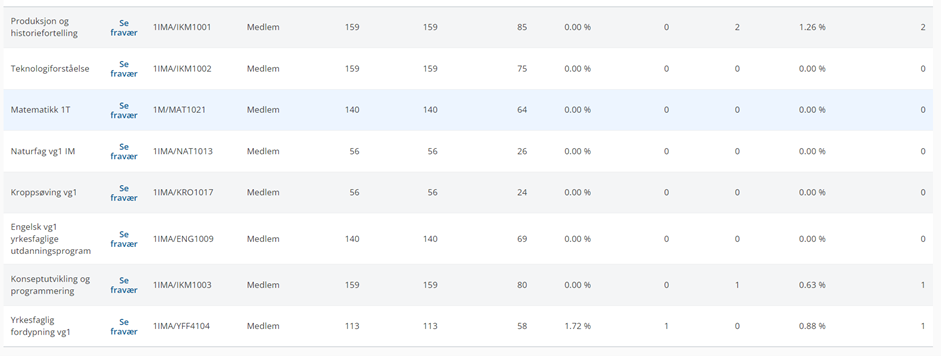 Produksjon og historiefortelling Se fravær 1IMA/IKM1001 Medlem 159 159 85 0.00 % 0 2 1.26 % 2
Teknologiforståelse Se fravær 1IMA/IKM1002 Medlem 159 159 75 0.00 % 0 0 0.00 % 0
Matematikk 1T Se fravær 1M/MAT1021 Medlem 140 140 64 0.00 % 0 0 0.00 % 0
Naturfag vg1 IM Se fravær 1IMA/NAT1013 Medlem 56 56 26 0.00 % 0 0 0.00 % 0
Kroppsøving vg1 Se fravær 1IMA/KRO1017 Medlem 56 56 24 0.00 % 0 0 0.00 % 0
Engelsk vg1 yrkesfaglige utdanningsprogram Se fravær 1IMA/ENG1009 Medlem 140 140 69 0.00 % 0 0 0.00 % 0
Konseptutvikling og programmering Se fravær 1IMA/IKM1003 Medlem 159 159 80 0.00 % 0 1 0.63 % 1
Yrkesfaglig fordypning vg1 Se fravær 1IMA/YFF4104 Medlem 113 113 58 1.72 % 1 0 0.88 % 1